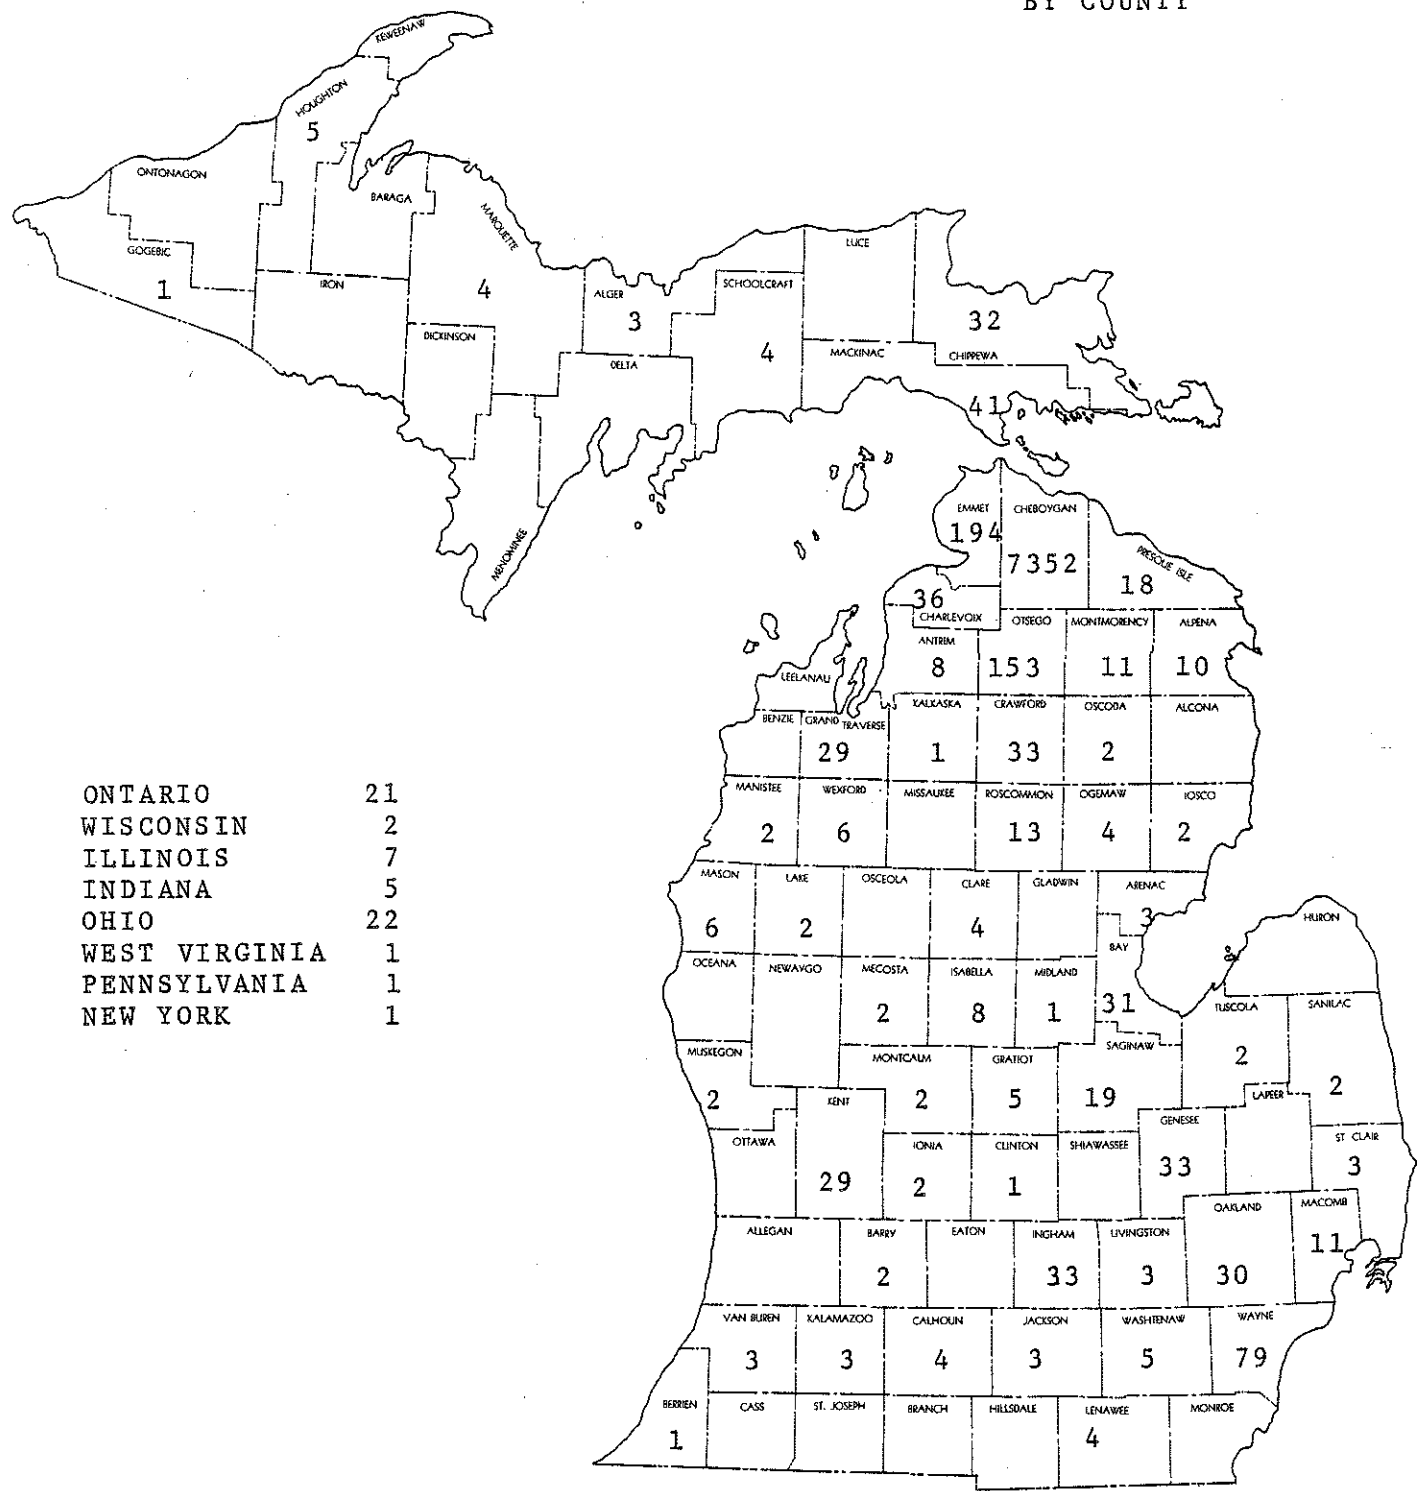 BY COUNTY
KEWEENAW
HOUGHTON
5
ONTONAGON
BARAGA
MARQUETTE
GOGEBIC
1
IRON
4
DICKINSON
ALGER
3
SCHOOLCRAFT
4
LUCE
DELTA
MACKINAC
32
CHIPPEWA
41
MENOMINEE
EMMET
194
CHEBOYGAN
7352
PRESQUE ISLE
18
36
CHARLEVOIX
OTSEGO
MONTMORENCY
ALPENA
ANTRIM
8
153
11
10
LEELANAU
BENZIE
GRAND TRAVERSE
KALKASKA
CRAWFORD
OSCODA
ALCONA
29
1
33
2
MANISTEE
WEXFORD
MISSAUKEE
ROSCOMMON
OGEMAW
IOSCO
2
6
13
4
2
ONTARIO 21
WISCONSIN 2
ILLINOIS 7
INDIANA 5
OHIO 22
WEST VIRGINIA 1
PENNSYLVANIA 1
NEW YORK 1
MASON
LAKE
OSCEOLA
CLARE
GLADWIN
ARENAC
6
2
4
3
HURON
BAY
OCEANA
NEWAYGO
MECOSTA
ISABELLA
MIDLAND
2
8
1
31
TUSCOLA
SANILAC
MUSKEGON
MONTCALM
GRATIOT
SAGINAW
2
2
2
KENT
2
5
19
LAPEER
GENESEE
OTTAWA
IONIA
CLINTON
SHIAWASSEE
ST CLAIR
29
2
1
33
3
OAKLAND
MACOMB
ALLEGAN
BARRY
EATON
INGHAM
LIVINGSTON
11
2
33
3
30
VAN BUREN
KALAMAZOO
CALHOUN
JACKSON
WASHTENAW
WAYNE
3
3
4
3
5
79
BERRIEN
CASS
ST. JOSEPH
BRANCH
HILLSDALE
LENAWEE
MONROE
1
4